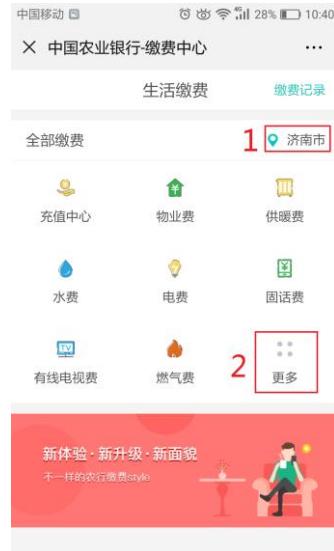 中国移动 28% 10:40
中国农业银行-缴费中心
生活缴费 缴费记录
全部缴费 1 济南市
充值中心 物业费 供暖费
水费 电费 固话费
TV
有线电视费 燃气费 2 更多
新体验·新升级·新面貌
不一样的农行缴费style